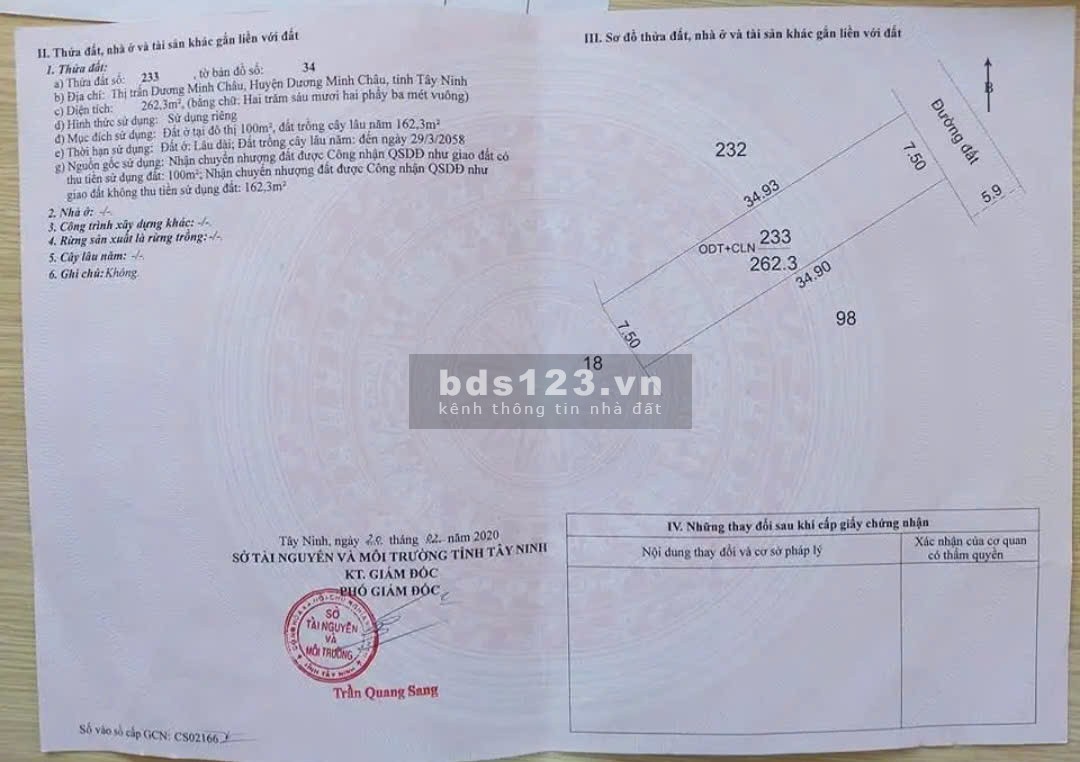 II. Thửa đất, nhà ở và tài sản khác gắn liền với đất
1. Thửa đất:
a) Thửa đất số: 233 , tờ bản đồ số: 34
b) Địa chỉ: Thị trấn Dương Minh Châu, Huyện Dương Minh Châu, tỉnh Tây Ninh
c) Diện tích: 262,3m², (bằng chữ: Hai trăm sáu mươi hai phẩy ba mét vuông)
d) Hình thức sử dụng: Sử dụng riêng
đ) Mục đích sử dụng: Đất ở tại đô thị 100m², đất trồng cây lâu năm 162,3m²
e) Thời hạn sử dụng: Đất ở: Lâu dài; Đất trồng cây lâu năm: đến ngày 29/3/2058
g) Nguồn gốc sử dụng: Nhận chuyển nhượng đất được Công nhận QSDĐ như giao đất có
thu tiền sử dụng đất: 100m²; Nhận chuyển nhượng đất được Công nhận QSDĐ như
giao đất không thu tiền sử dụng đất: 162,3m²
2. Nhà ở: -/-
3. Công trình xây dựng khác: -/-.
4. Rừng sản xuất là rừng trồng: -/-.
5. Cây lâu năm: -/-
6. Ghi chú: Không.
Tây Ninh, ngày 20 tháng 02 năm 2020
SỞ TÀI NGUYÊN VÀ MÔI TRƯỜNG TỈNH TÂY NINH
KT. GIÁM ĐỐC
PHÓ GIÁM ĐỐC
SỞ
TÀI NGUYÊN
VÀ
MÔI TRƯỜNG
TỈNH TÂY NINH
Trần Quang Sang
Số vào sổ cấp GCN: CS02166
III. Sơ đồ thửa đất, nhà ở và tài sản khác gắn liền với đất
B
Đường đất
232
7.50
5.9
34.93
ODT+CLN 233
262.3
34.90
98
7.50
18
bds123.vn
kênh thông tin nhà đất
IV. Những thay đổi sau khi cấp giấy chứng nhận
Nội dung thay đổi và cơ sở pháp lý
Xác nhận của cơ quan
có thẩm quyền